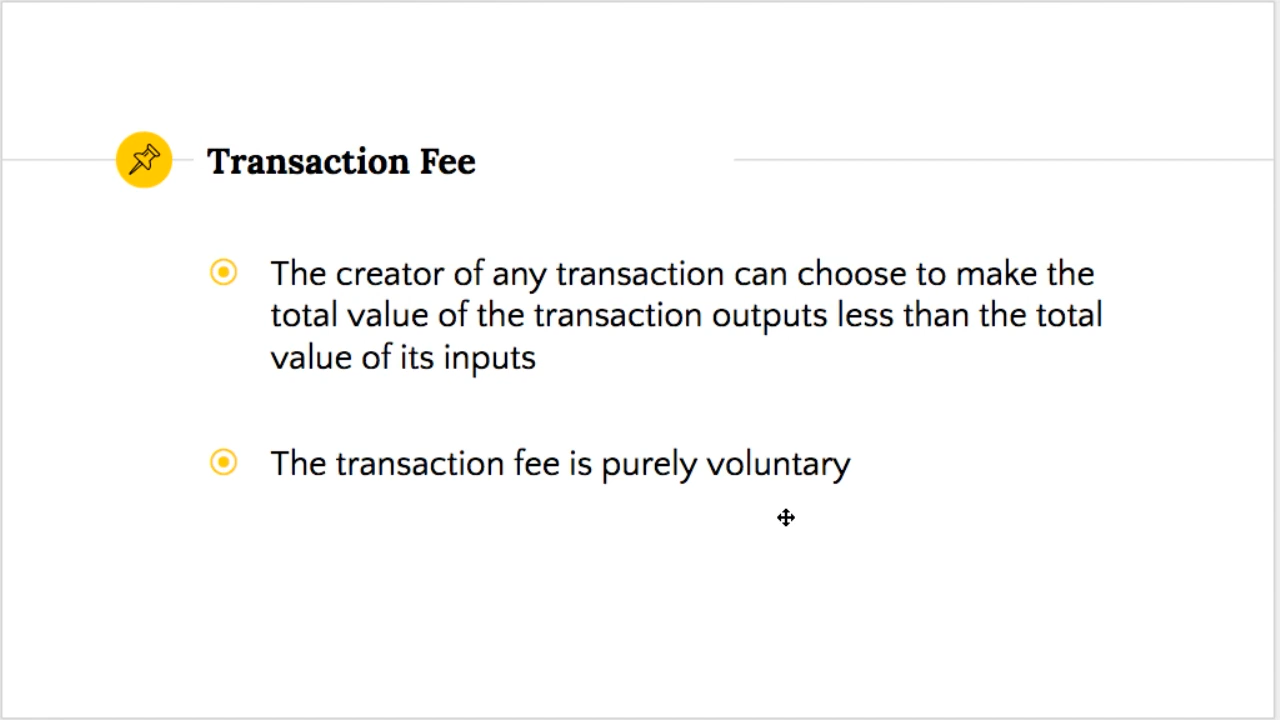 Transaction Fee
The creator of any transaction can choose to make the
total value of the transaction outputs less than the total
value of its inputs
The transaction fee is purely voluntary